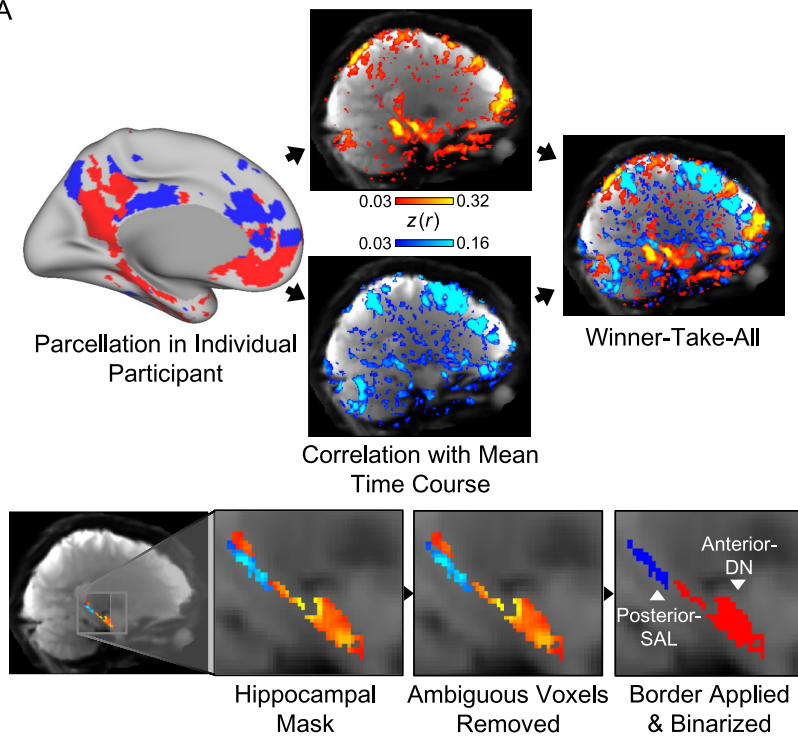 A
0.03 0.32
z(r)
0.03 0.16
Parcellation in Individual
Participant
Winner-Take-All
Correlation with Mean
Time Course
Anterior-
DN
Posterior-
SAL
Hippocampal
Mask
Ambiguous Voxels
Removed
Border Applied
& Binarized